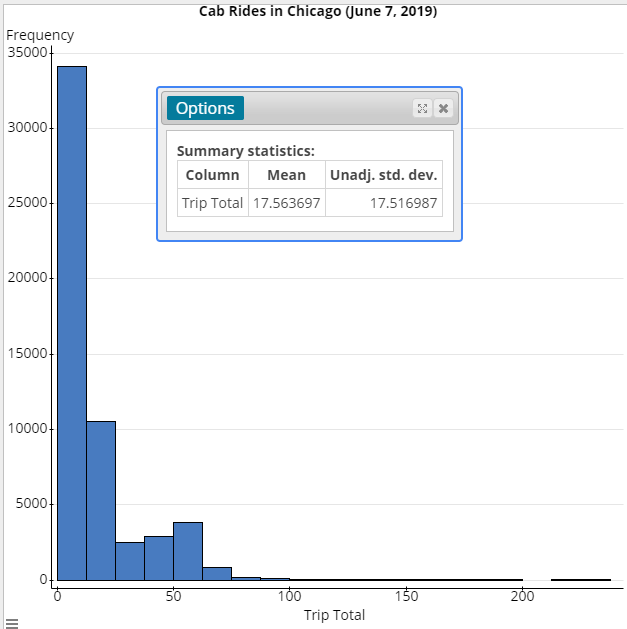 Cab Rides in Chicago (June 7, 2019)
Frequency
35000
30000
25000
20000
15000
10000
5000
0
Options
Summary statistics:
Column Mean Unadj. std. dev.
Trip Total 17.563697 17.516987
0 50 100 150 200
Trip Total